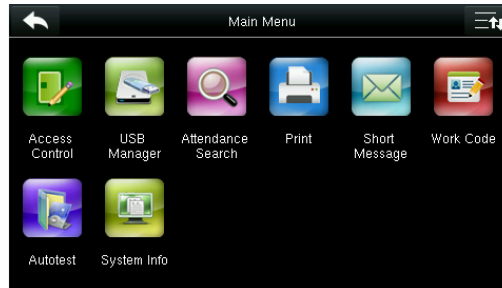 Main Menu
Access Control
USB Manager
Attendance Search
Print
Short Message
Work Code
Autotest
System Info